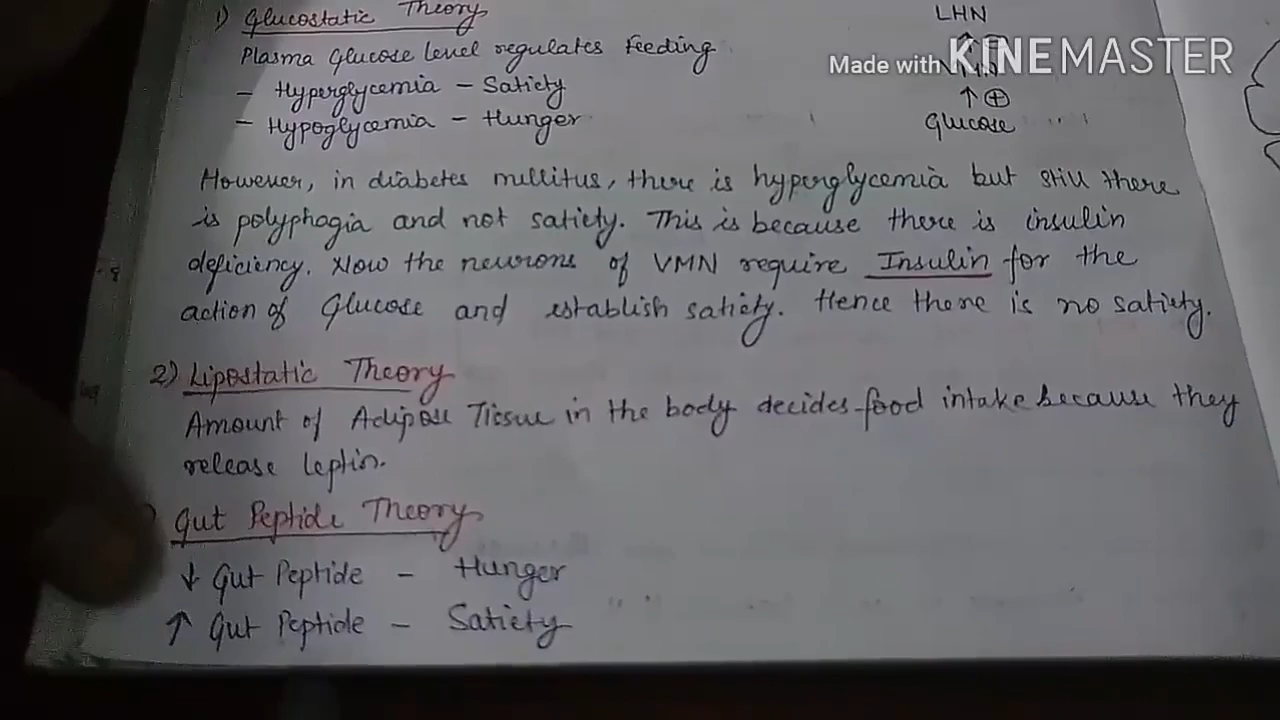 1) Glucostatic Theory
Plasma Glucose level regulates Feeding
- Hyperglycemia - Satiety
- Hypoglycemia - Hunger
LHN
↑
VMN
↑ ⊕
Glucose
Made with KINEMASTER
However, in diabetes mellitus, there is hyperglycemia but still there
is polyphagia and not satiety. This is because there is insulin
deficiency. Now the neurons of VMN require Insulin for the
action of Glucose and establish satiety. Hence there is no satiety.
2) Lipostatic Theory
Amount of Adipose Tissue in the body decides food intake because they
release leptin.
) Gut Peptide Theory
↓ Gut Peptide - Hunger
↑ Gut Peptide - Satiety